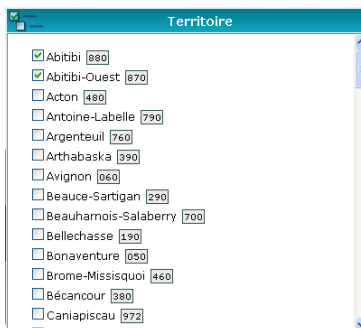 Territoire
Abitibi 880
Abitibi-Ouest 870
Acton 480
Antoine-Labelle 790
Argenteuil 760
Arthabaska 390
Avignon 060
Beauce-Sartigan 290
Beauharnois-Salaberry 700
Bellechasse 190
Bonaventure 050
Brome-Missisquoi 460
Bécancour 380
Caniapiscau 972